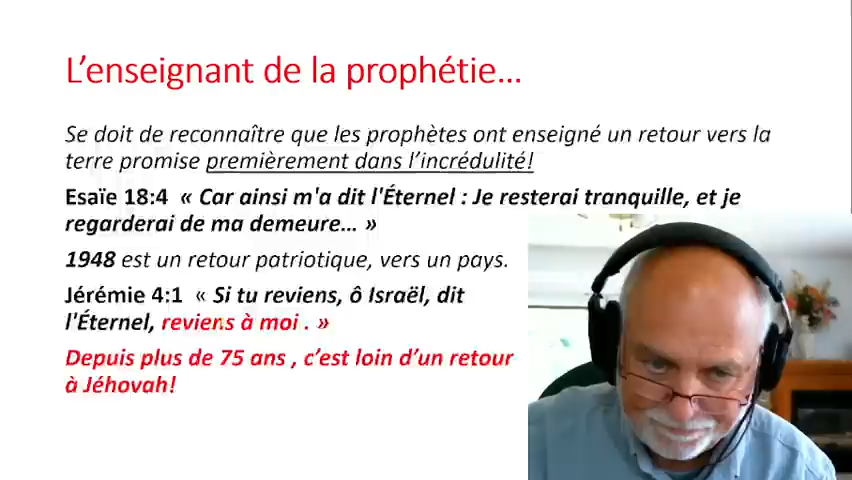 L’enseignant de la prophétie…
Se doit de reconnaître que les prophètes ont enseigné un retour vers la
terre promise premièrement dans l’incrédulité!
Esaïe 18:4 « Car ainsi m'a dit l'Éternel : Je resterai tranquille, et je
regarderai de ma demeure… »
1948 est un retour patriotique, vers un pays.
Jérémie 4:1 « Si tu reviens, ô Israël, dit
l'Éternel, reviens à moi . »
Depuis plus de 75 ans , c’est loin d’un retour
à Jéhovah!